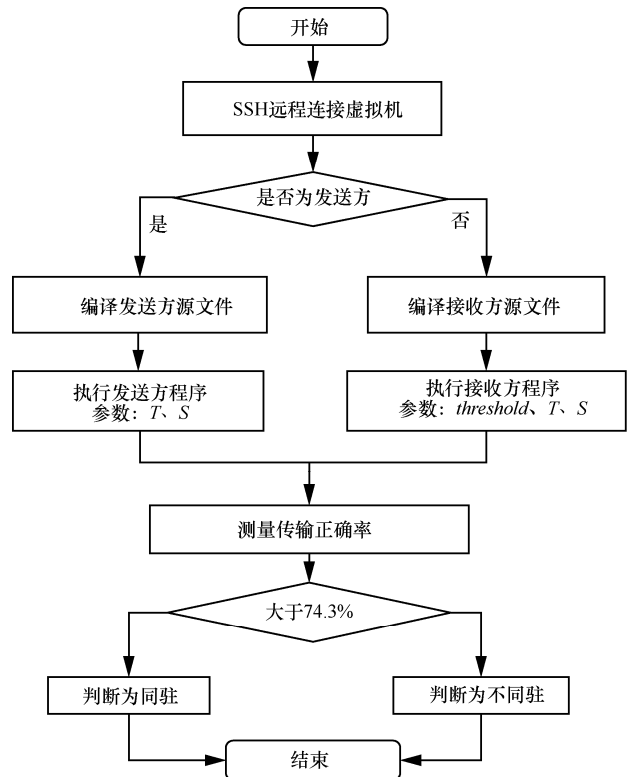 开始
SSH远程连接虚拟机
是否为发送方
是
否
编译发送方源文件
编译接收方源文件
执行发送方程序
参数：T、S
执行接收方程序
参数：threshold、T、S
测量传输正确率
大于74.3%
判断为同驻
判断为不同驻
结束